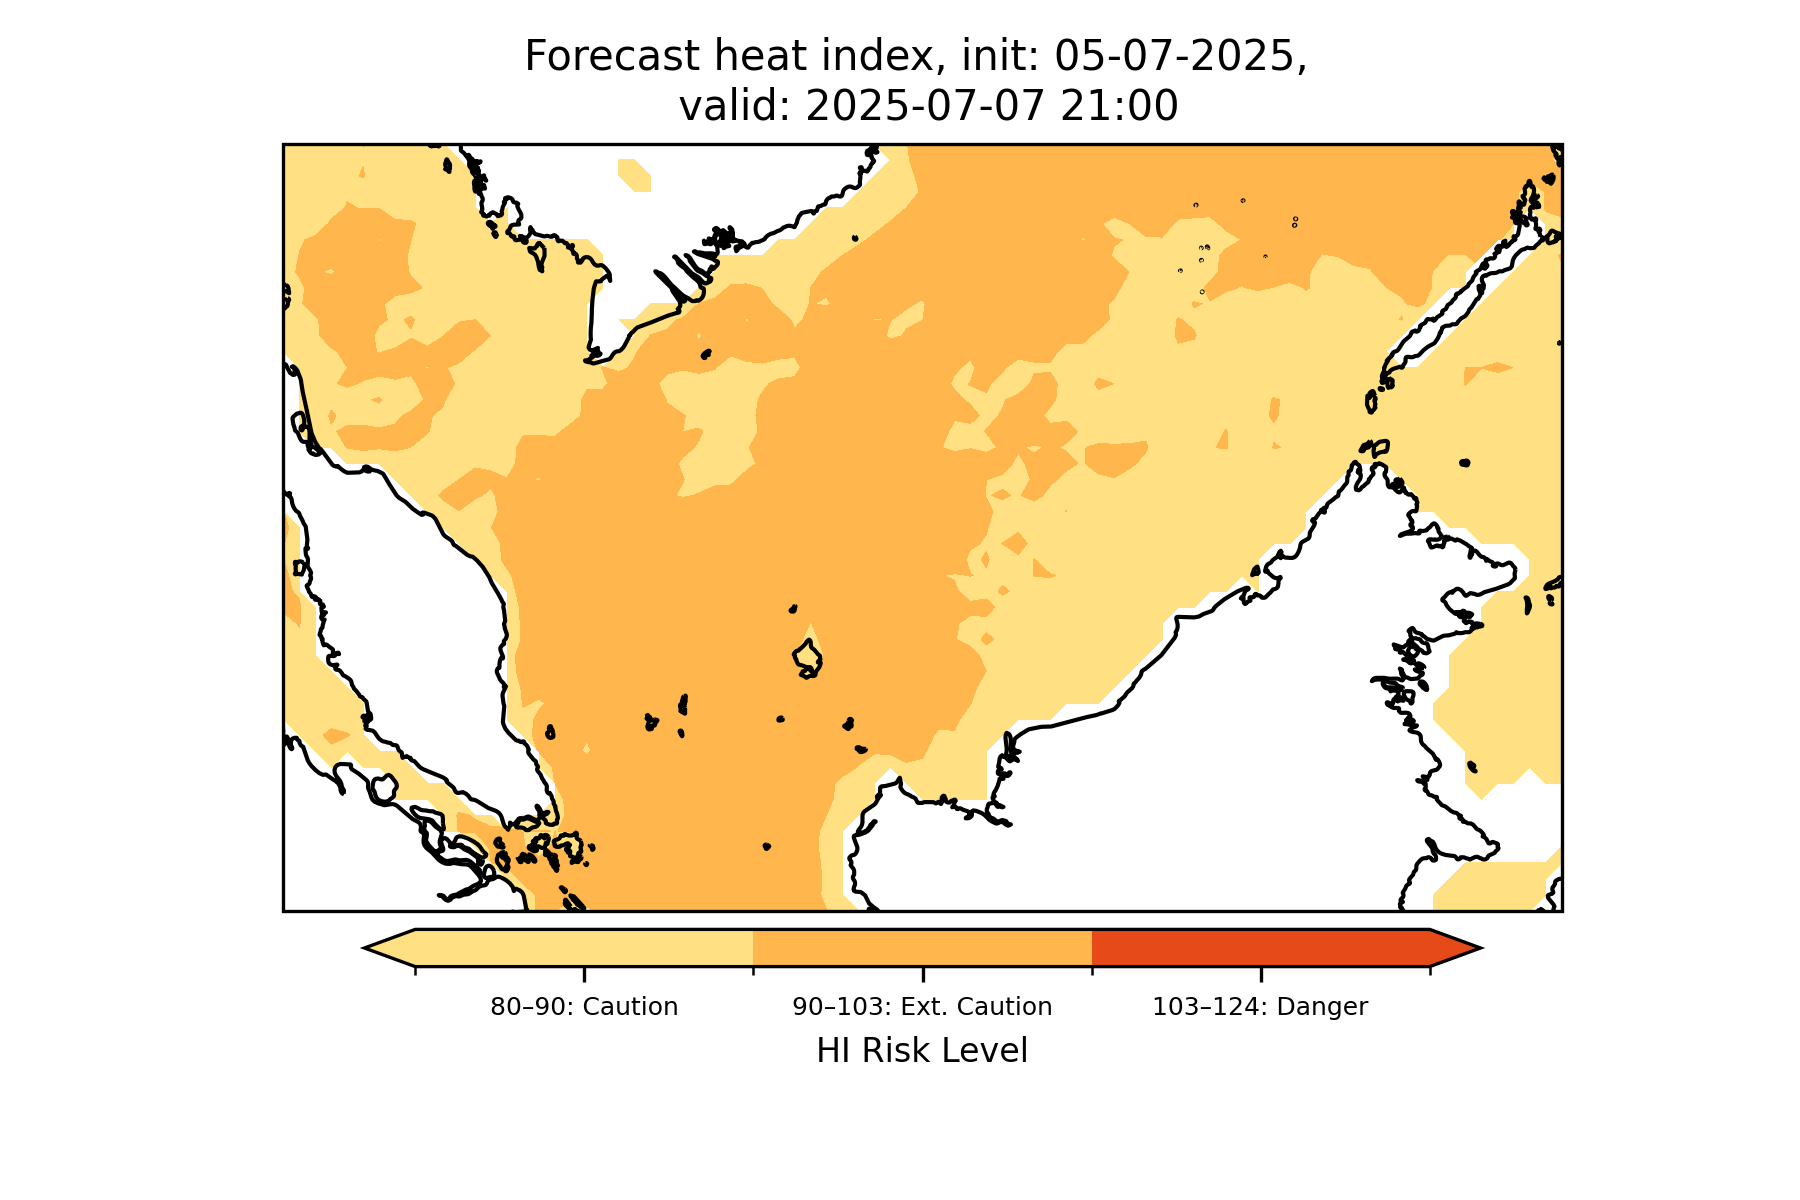 Forecast heat index, init: 05-07-2025,
valid: 2025-07-07 21:00
80–90: Caution
90–103: Ext. Caution
103–124: Danger
HI Risk Level